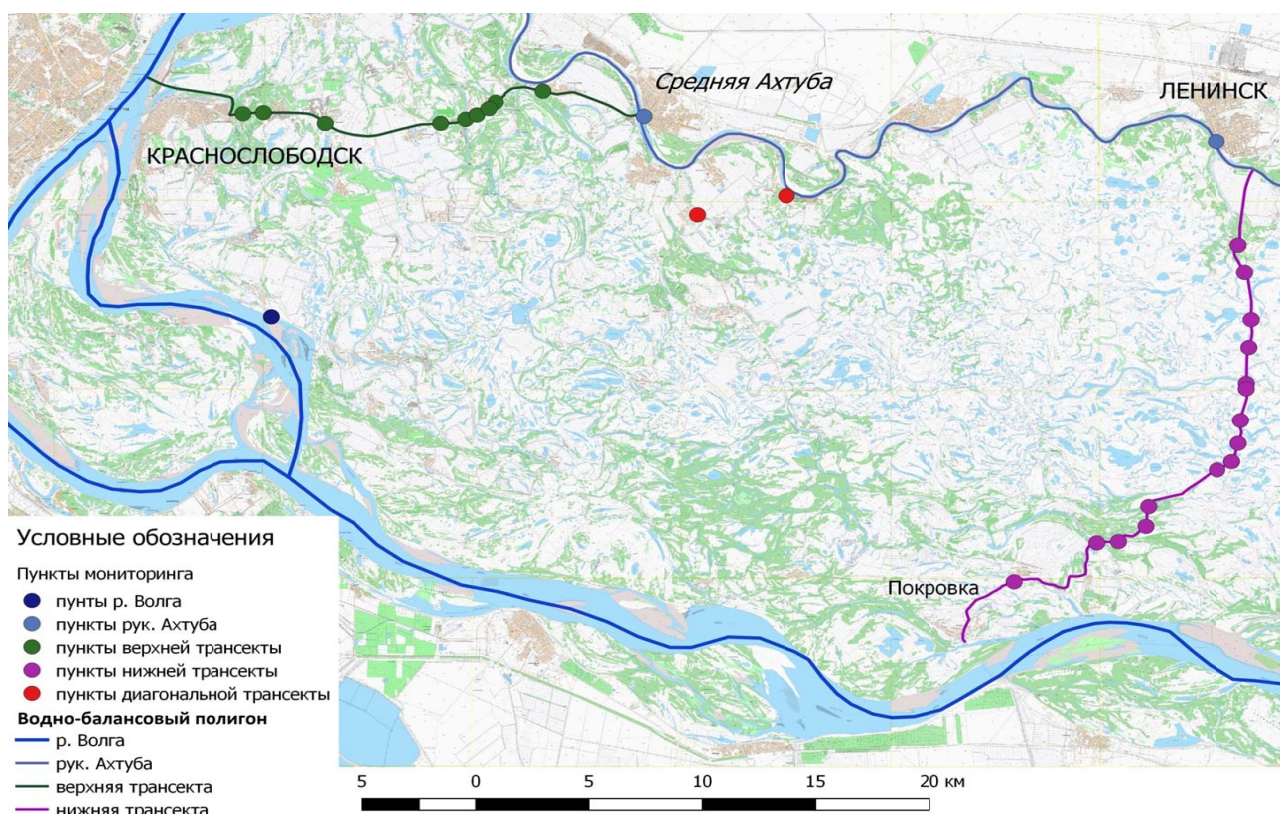 Средняя Ахтуба
ЛЕНИНСК
КРАСНОСЛОБОДСК
Покровка
Условные обозначения
Пункты мониторинга
пунты р. Волга
пункты рук. Ахтуба
пункты верхней трансекты
пункты нижней трансекты
пункты диагональной трансекты
Водно-балансовый полигон
р. Волга
рук. Ахтуба
верхняя трансекта
нижняя трансекта
5 0 5 10 15 20 км